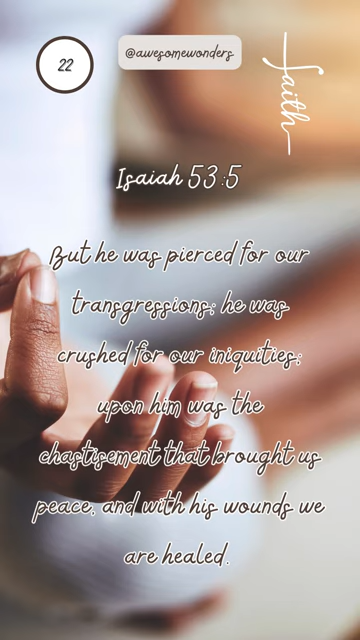 22
@awesomewonders
faith
Isaiah 53:5
But he was pierced for our
transgressions; he was
crushed for our iniquities;
upon him was the
chastisement that brought us
peace, and with his wounds we
are healed.